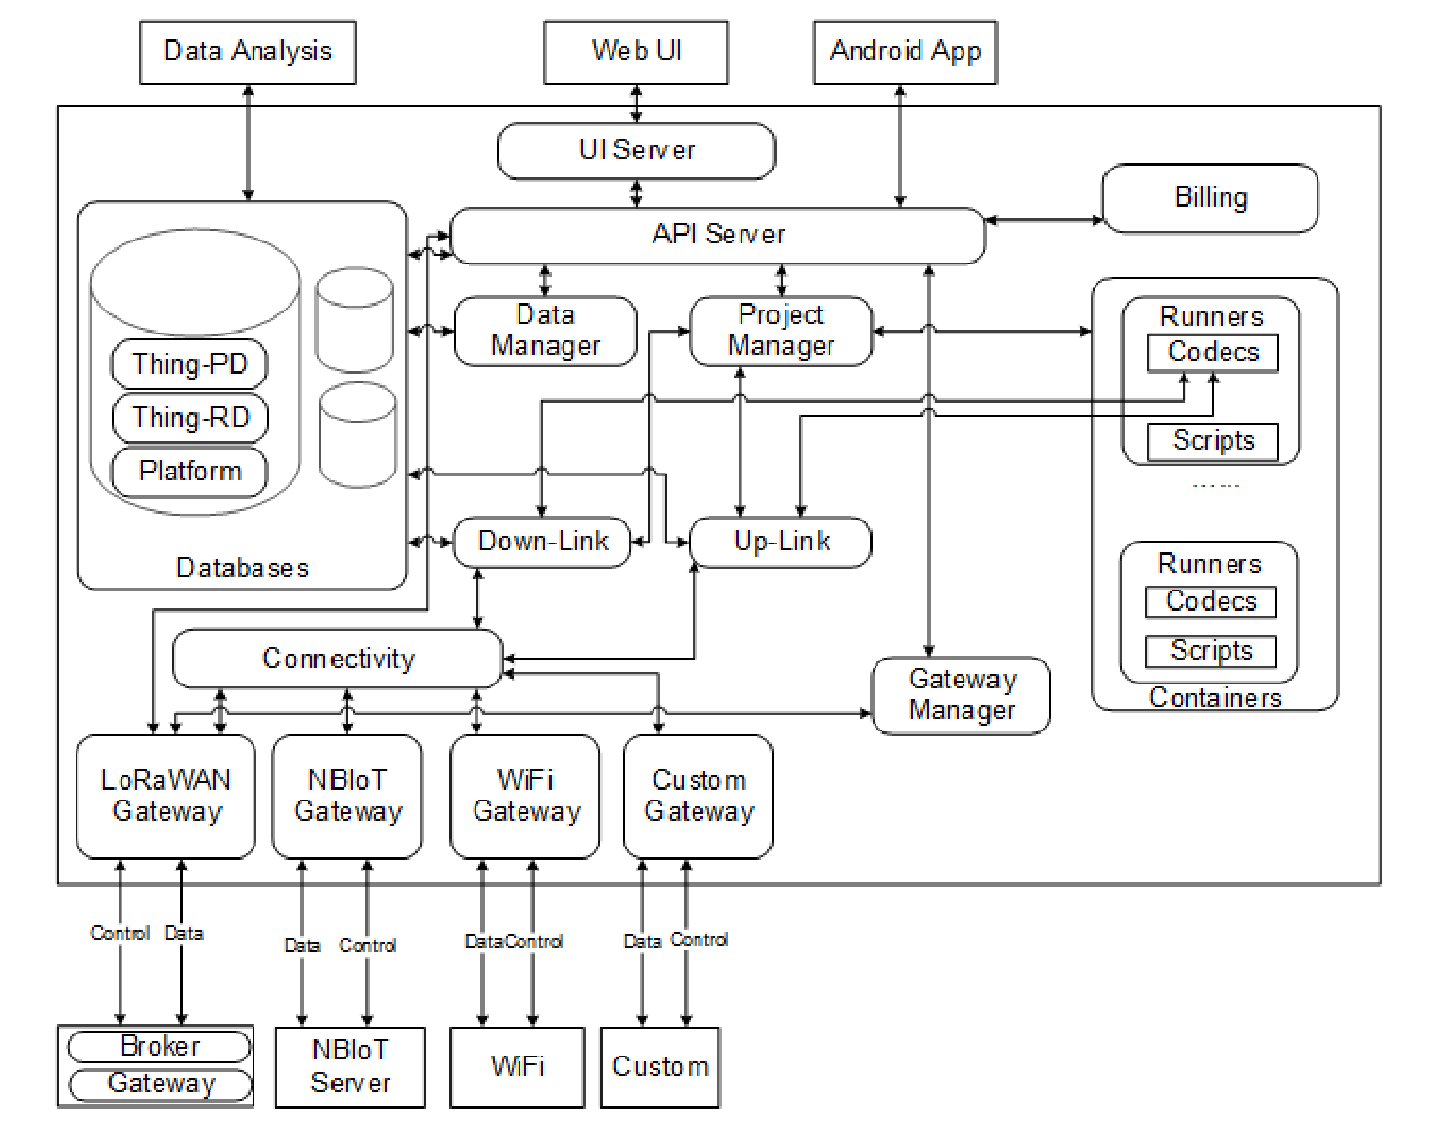 Data Analysis
Web UI
Android App
UI Server
Billing
API Server
Data
Manager
Project
Manager
Runners
Codecs
Scripts
......
Thing-PD
Thing-RD
Platform
Databases
Down-Link
Up-Link
Runners
Codecs
Scripts
Containers
Connectivity
Gateway
Manager
LoRaWAN
Gateway
NBIoT
Gateway
WiFi
Gateway
Custom
Gateway
Control
Data
Data
Control
Data
Control
Data
Control
Broker
Gateway
NBIoT
Server
WiFi
Custom